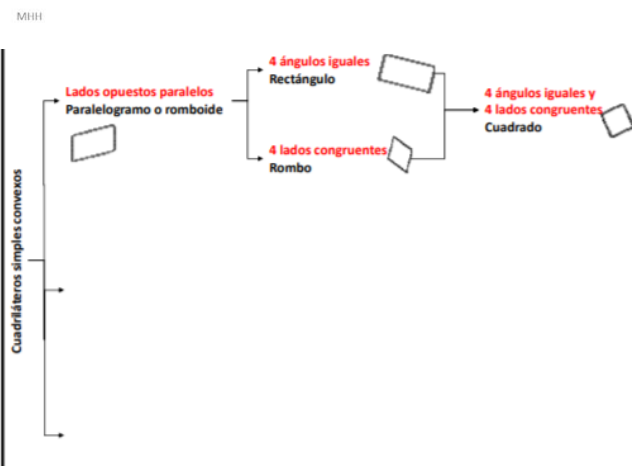 MHH
Cuadriláteros simples convexos
Lados opuestos paralelos
Paralelogramo o romboide
4 ángulos iguales
Rectángulo
4 lados congruentes
Rombo
4 ángulos iguales y
4 lados congruentes
Cuadrado